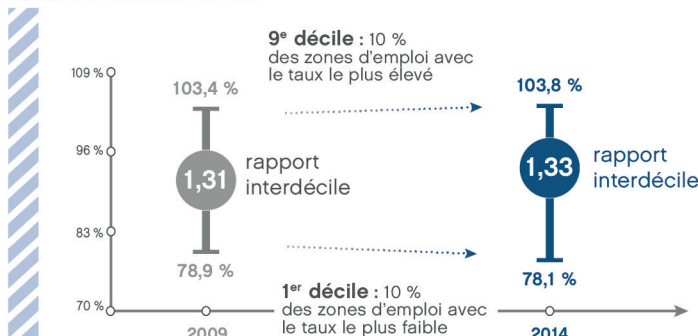 9e décile : 10 %
des zones d'emploi avec
le taux le plus élevé
109 %
103,4 %
103,8 %
96 %
1,31
rapport
interdécile
1,33
rapport
interdécile
83 %
78,9 %
78,1 %
1er décile : 10 %
des zones d'emploi avec
le taux le plus faible
70 %
2009
2014